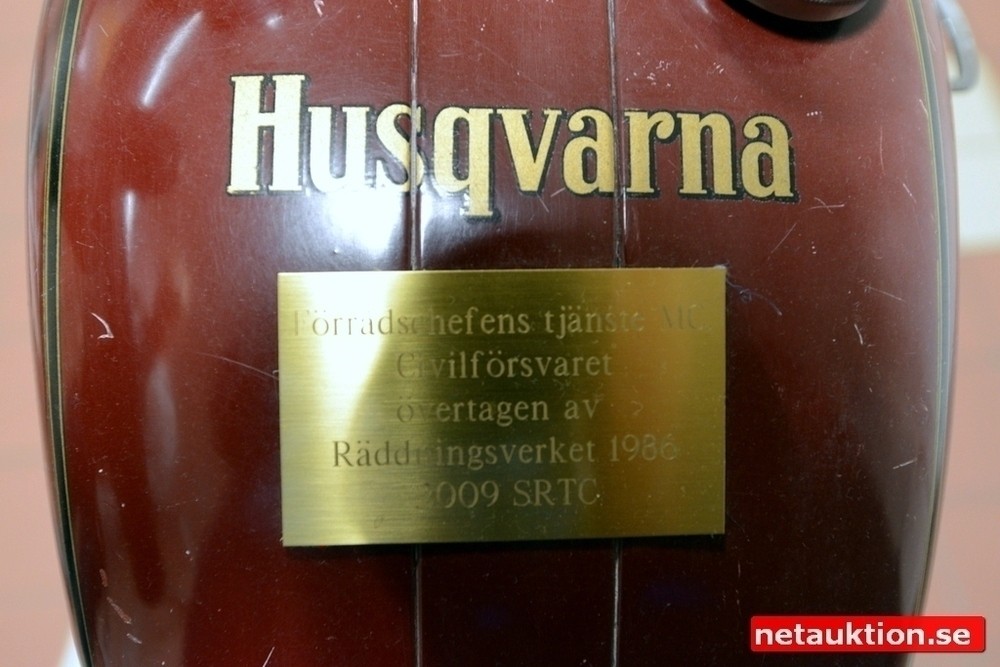 Husqvarna
Förrådschefens tjänste MC
Civilförsvaret
övertagen av
Räddningsverket 1986
2009 SRTC
netauktion.se